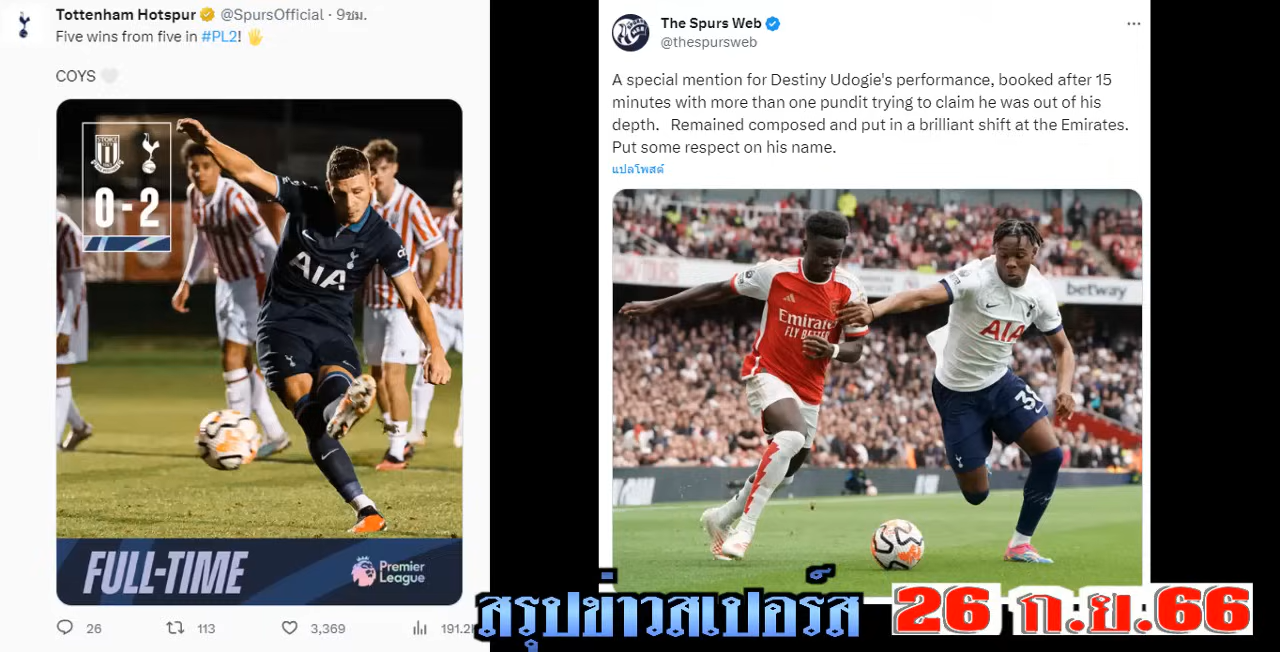 Tottenham Hotspur @SpursOfficial · 9ชม.
Five wins from five in #PL2! 🖐
COYS 🤍
STOKE CITY
0 - 2
AIA
FULL-TIME
Premier
League
26 113 3,369
The Spurs Web
@thespursweb
A special mention for Destiny Udogie's performance, booked after 15
minutes with more than one pundit trying to claim he was out of his
depth. Remained composed and put in a brilliant shift at the Emirates.
Put some respect on his name.
แปลโพสต์
betway
Emirates
FLY BETTER
AIA
38
สรุปข่าวสเปอร์ส 26 ก.ย.66